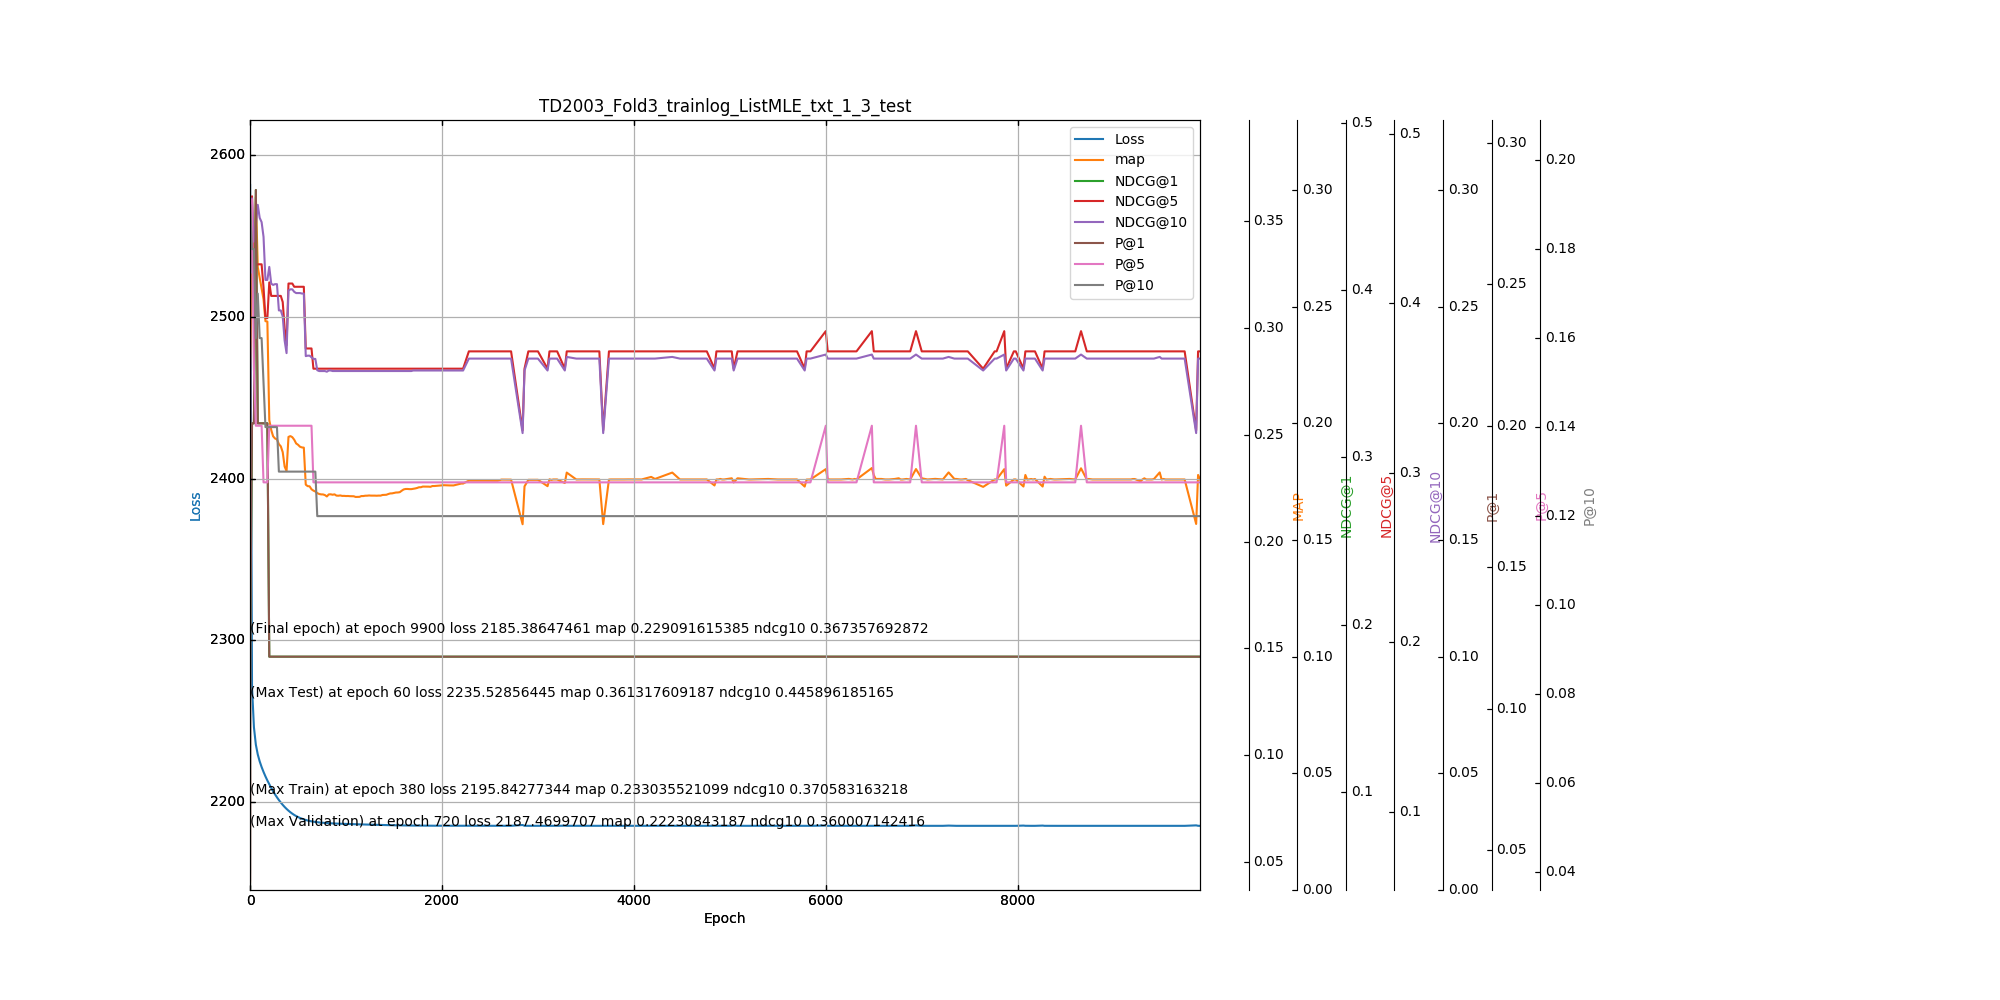 TD2003_Fold3_trainlog_ListMLE_txt_1_3_test
Loss
map
NDCG@1
NDCG@5
NDCG@10
P@1
P@5
P@10
2600
2500
2400
2300
2200
Loss
(Final epoch) at epoch 9900 loss 2185.38647461 map 0.229091615385 ndcg10 0.367357692872
(Max Test) at epoch 60 loss 2235.52856445 map 0.361317609187 ndcg10 0.445896185165
(Max Train) at epoch 380 loss 2195.84277344 map 0.233035521099 ndcg10 0.370583163218
(Max Validation) at epoch 720 loss 2187.4699707 map 0.22230843187 ndcg10 0.360007142416
0 2000 4000 6000 8000
Epoch
0.35
0.30
0.25
0.20
0.15
0.10
0.05
MAP
0.30
0.25
0.20
0.15
0.10
0.05
0.00
NDCG@1
0.5
0.4
0.3
0.2
0.1
NDCG@5
0.5
0.4
0.3
0.2
0.1
NDCG@10
0.30
0.25
0.20
0.15
0.10
0.05
0.00
P@1
0.30
0.25
0.20
0.15
0.10
0.05
P@5
0.20
0.18
0.16
0.14
0.12
0.10
0.08
0.06
0.04
P@10